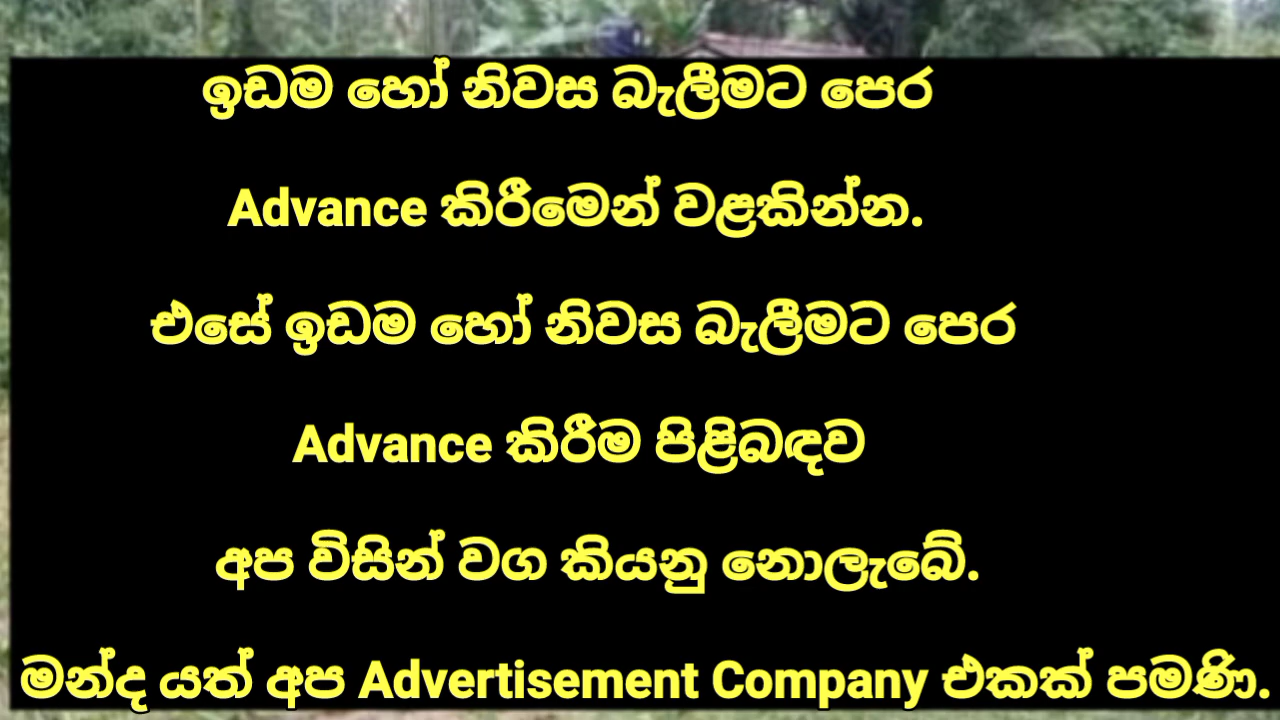 ඉඩම හෝ නිවස බැලීමට පෙර
Advance කිරීමෙන් වළකින්න.
එසේ ඉඩම හෝ නිවස බැලීමට පෙර
Advance කිරීම පිළිබඳව
අප විසින් වග කියනු නොලැබේ.
මන්ද යත් අප Advertisement Company එකක් පමණි.